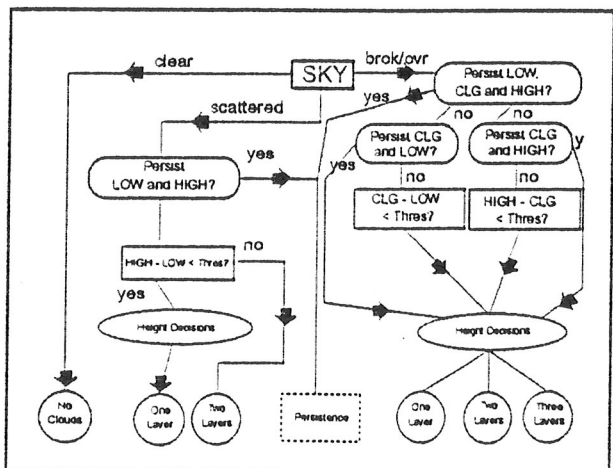 clear
SKY
brok/ovr
Persist LOW,
CLG and HIGH?
scattered
yes
no
no
Persist CLG
and LOW?
Persist CLG
and HIGH?
y
Persist
LOW and HIGH?
yes
yes
no
no
CLG - LOW
< Thres?
HIGH - CLG
< Thres?
HIGH - LOW < Thres?
no
yes
Height Decisions
Height Decisions
No
Clouds
One
Layer
Two
Layers
Persistence
One
Layer
Two
Layers
Three
Layers